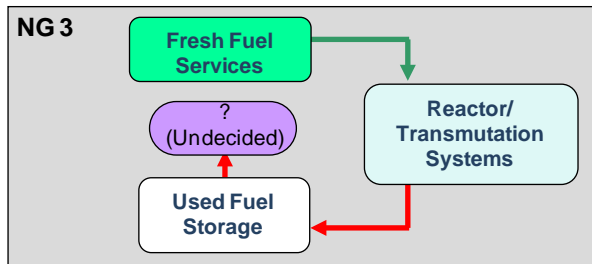 NG 3
Fresh Fuel
Services
Reactor/
Transmutation
Systems
?
(Undecided)
Used Fuel
Storage